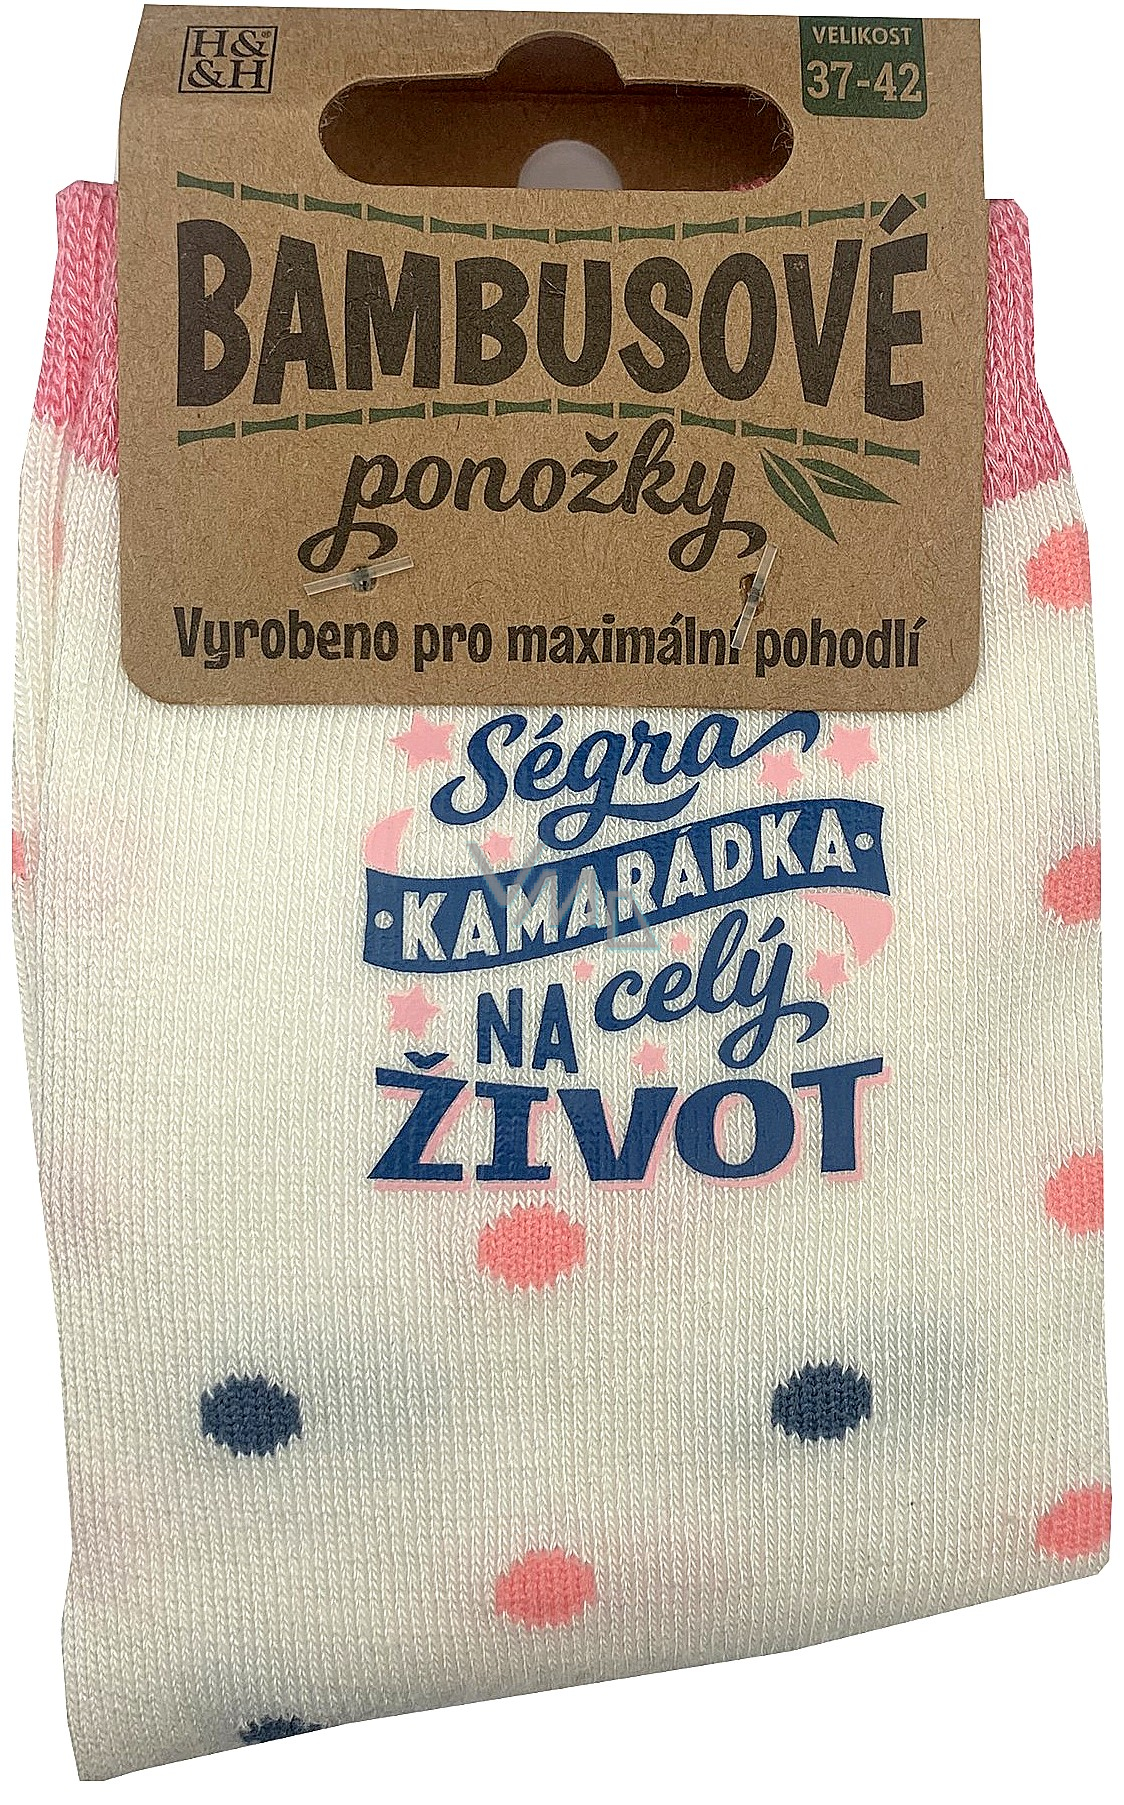 H&
&H
VELIKOST
37-42
BAMBUSOVÉ
ponožky
Vyrobeno pro maximální pohodlí
Ségra
KAMARÁDKA
NA celý
ŽIVOT